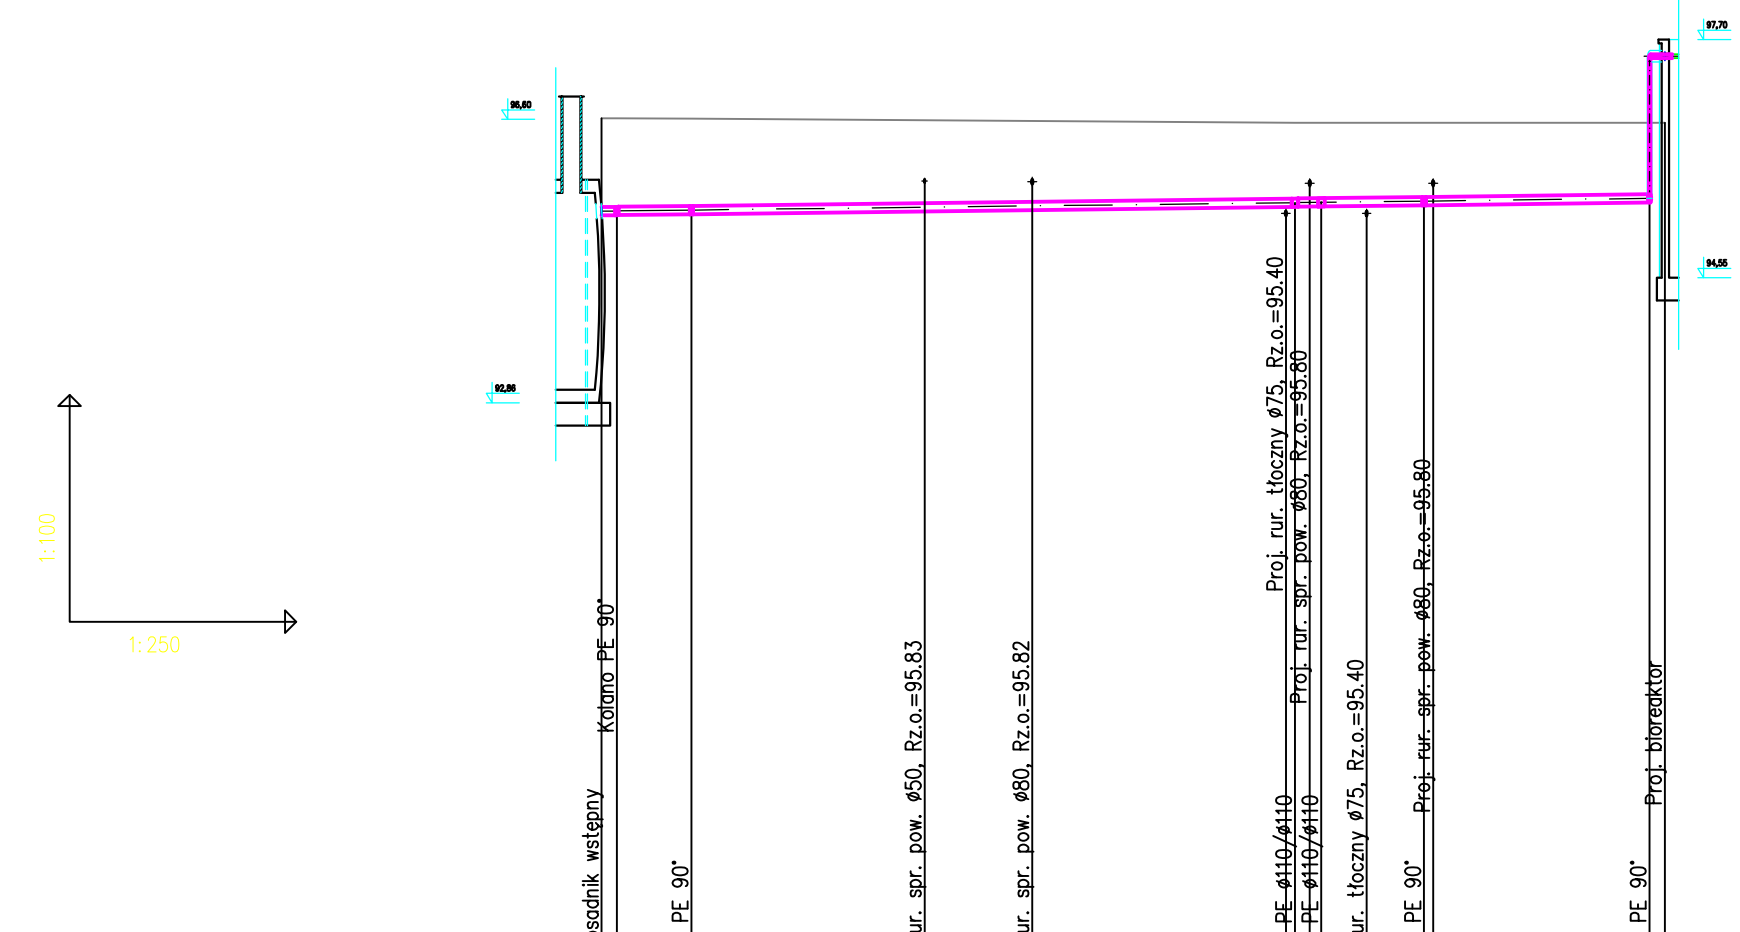 97,70
96,60
94,55
92,86
1:100
1:250
osadnik wstępny
Kolano PE 90°
PE 90°
ur. spr. pow. ø50, Rz.o.=95.83
ur. spr. pow. ø80, Rz.o.=95.82
Proj. rur. tłoczny ø75, Rz.o.=95.40
PE ø110/ø110
Proj. rur. spr. pow. ø80, Rz.o.=95.80
PE ø110/ø110
ur. tłoczny ø75, Rz.o.=95.40
PE 90°
Proj. rur. spr. pow. ø80, Rz.o.=95.80
PE 90°
Proj. bioreaktor